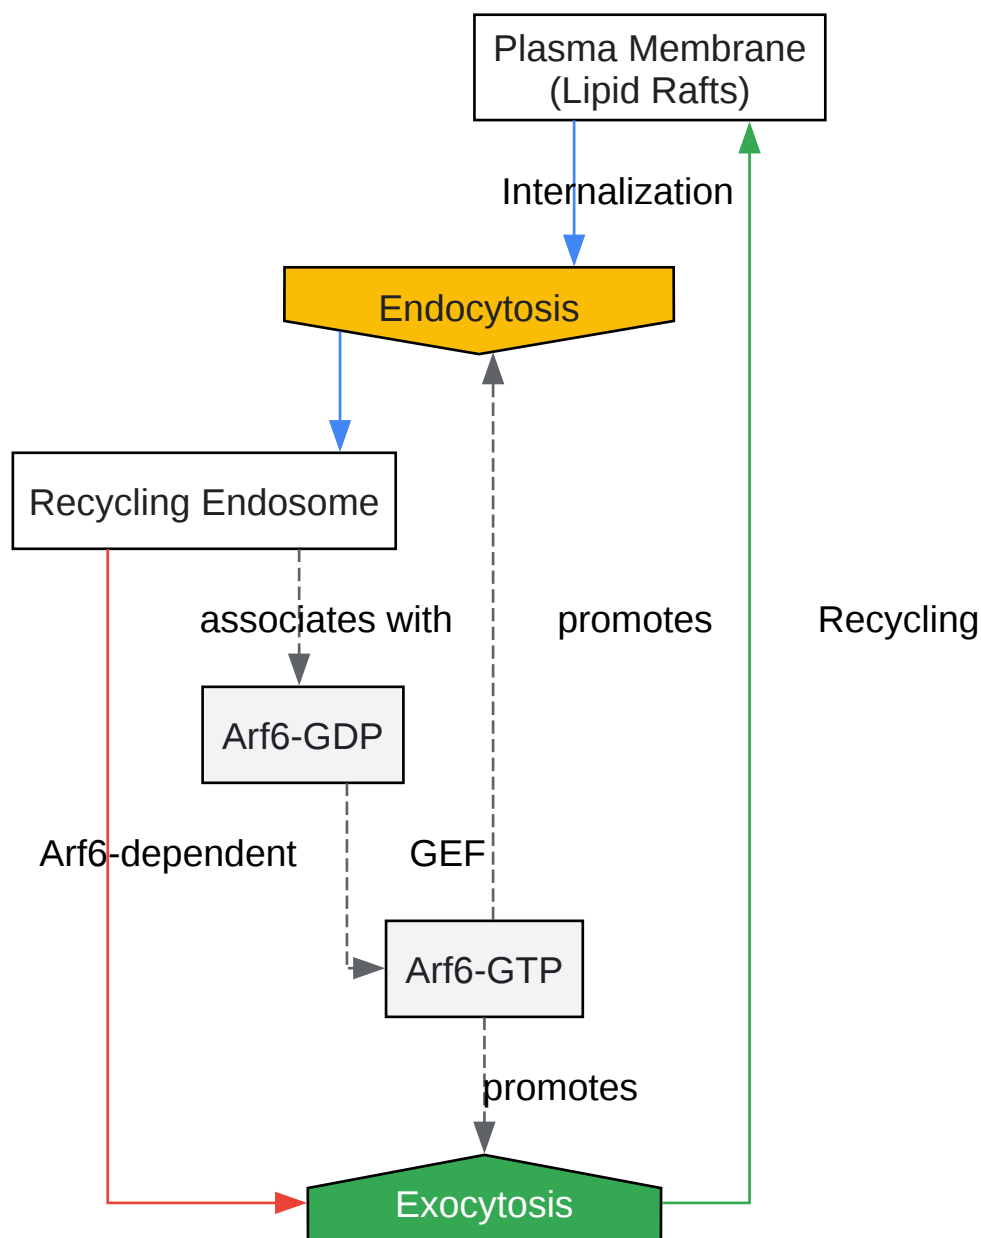 Plasma Membrane
(Lipid Rafts)
Internalization
Endocytosis
Recycling Endosome
associates with
promotes
Recycling
Arf6-GDP
Arf6-dependent
GEF
Arf6-GTP
promotes
Exocytosis